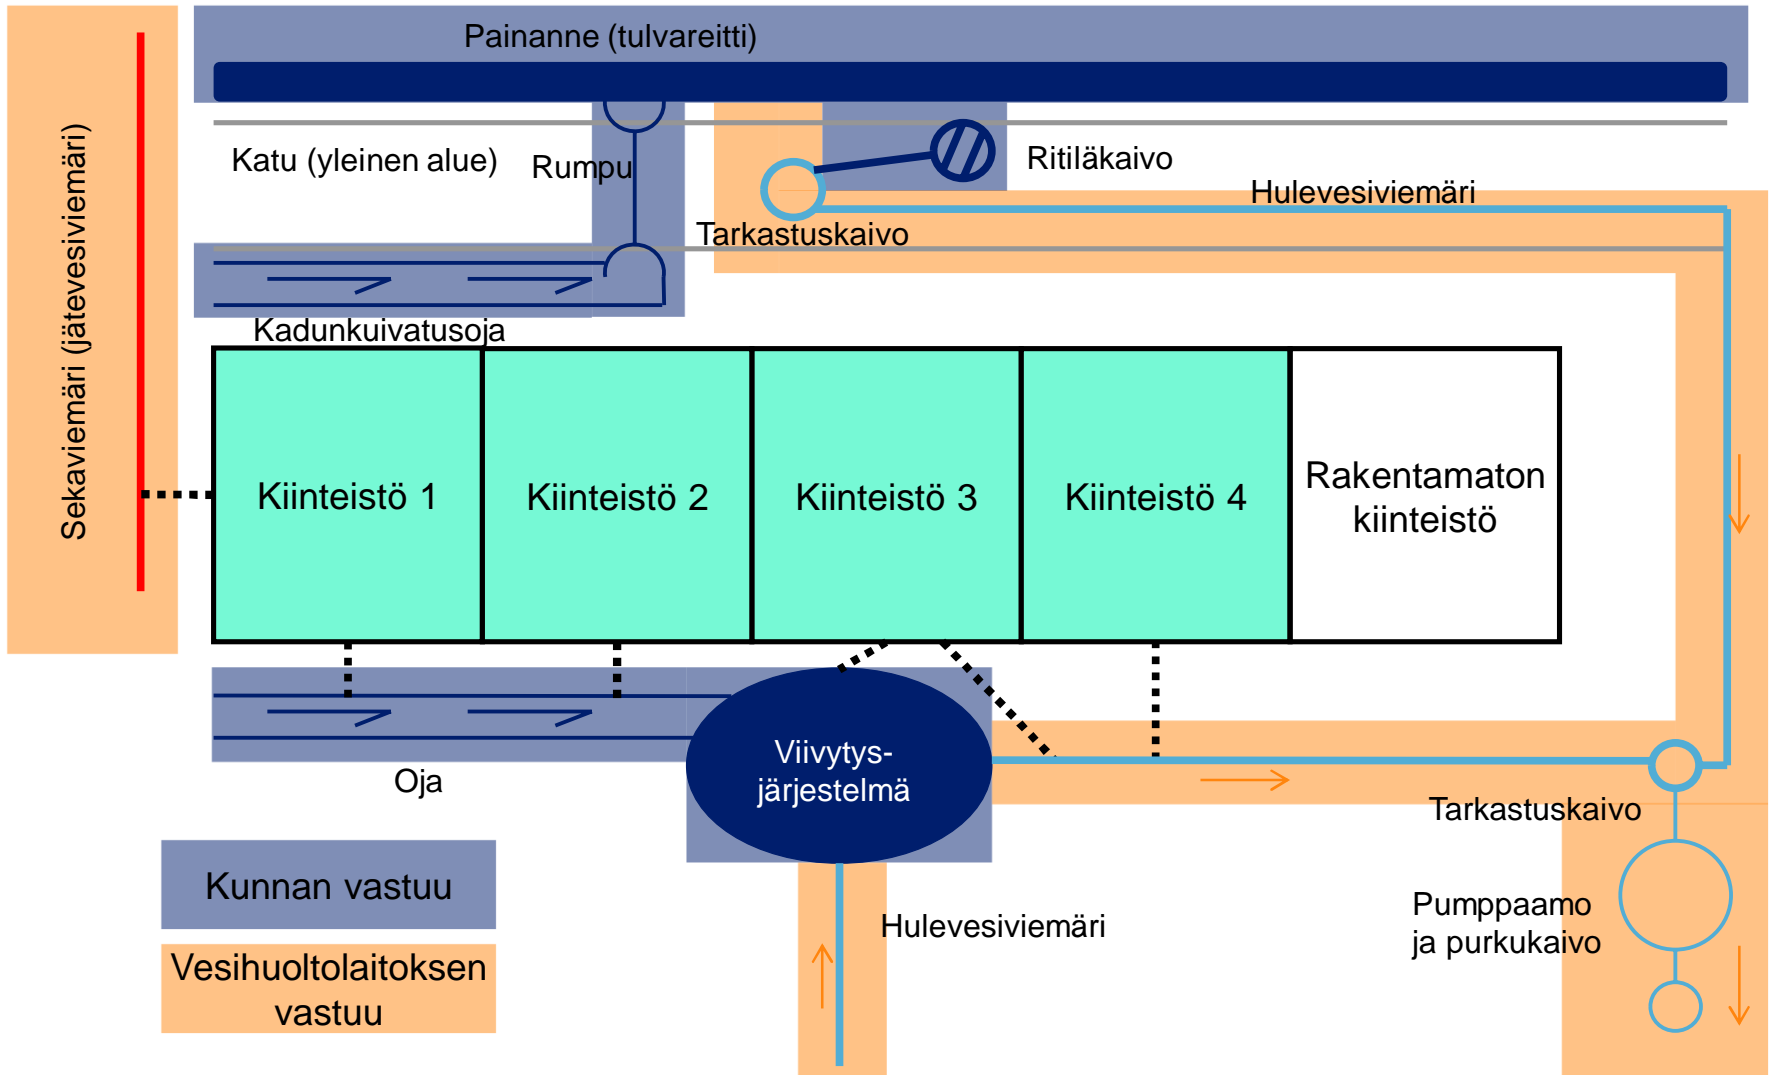 Painanne (tulvareitti)
Sekaviemäri (jätevesiviemäri)
Katu (yleinen alue)
Rumpu
Ritiläkaivo
Hulevesiviemäri
Tarkastuskaivo
Kadunkuivatusoja
Kiinteistö 1
Kiinteistö 2
Kiinteistö 3
Kiinteistö 4
Rakentamaton
kiinteistö
Viivytys-
järjestelmä
Oja
Tarkastuskaivo
Kunnan vastuu
Pumppaamo
ja purkukaivo
Hulevesiviemäri
Vesihuoltolaitoksen
vastuu